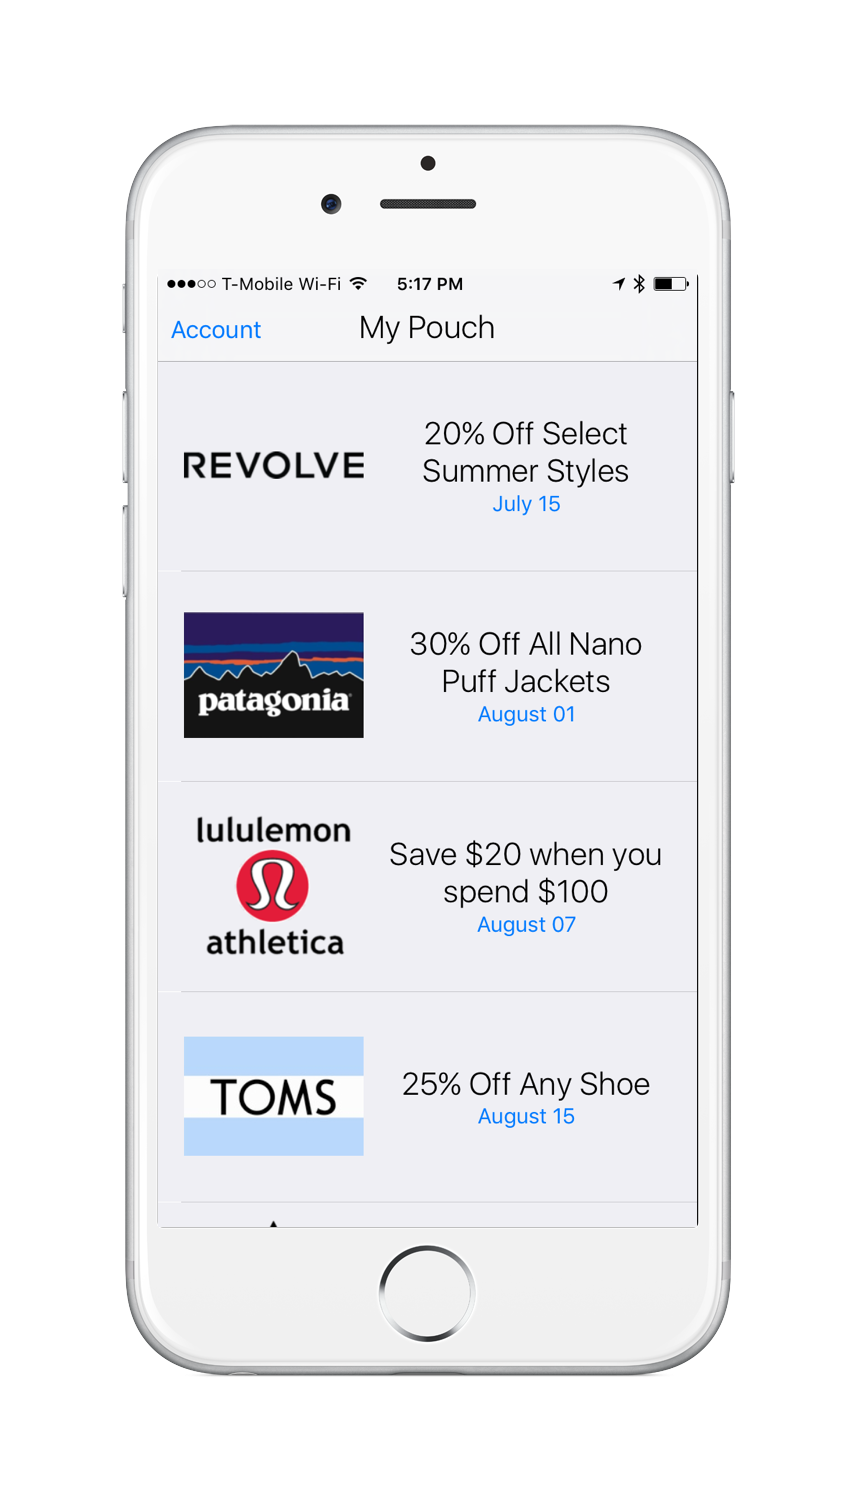 T-Mobile Wi-Fi 5:17 PM
Account My Pouch
REVOLVE
20% Off Select
Summer Styles
July 15
patagonia
30% Off All Nano
Puff Jackets
August 01
lululemon
athletica
Save $20 when you
spend $100
August 07
TOMS
25% Off Any Shoe
August 15